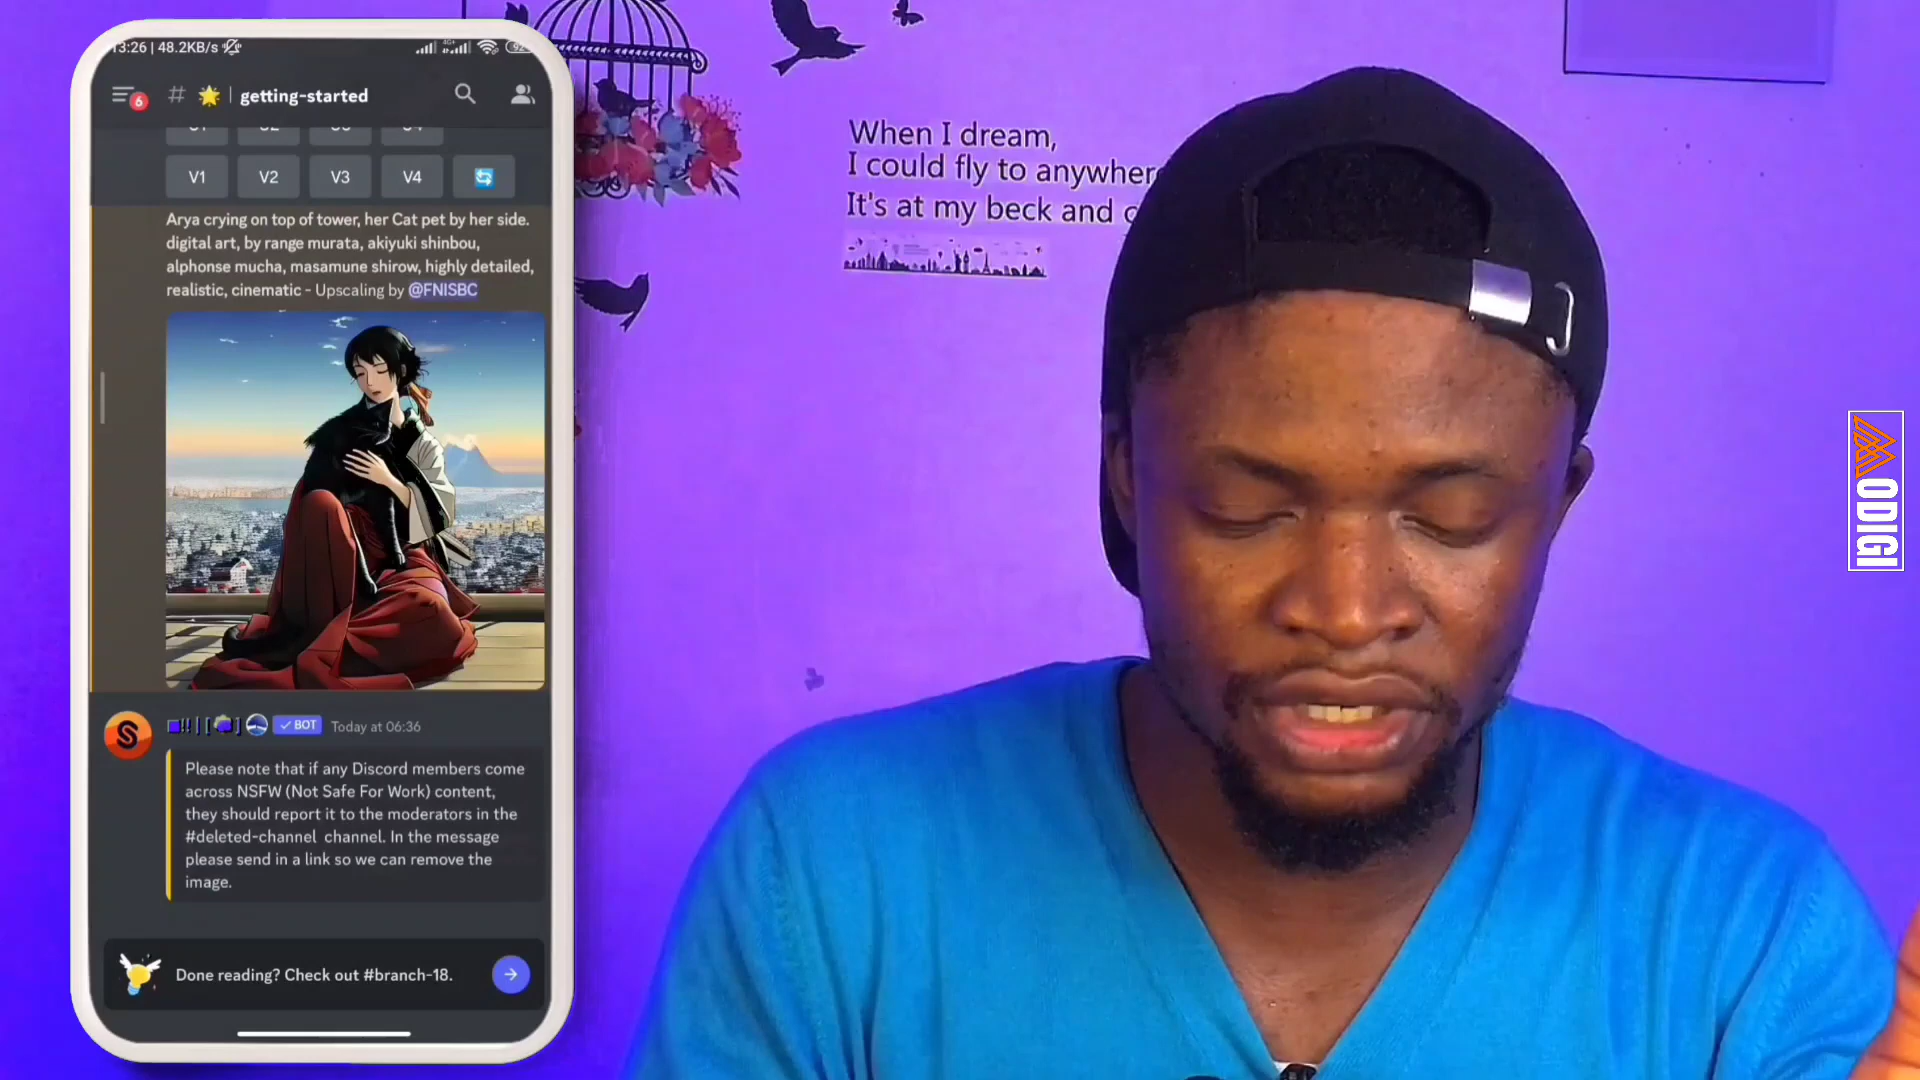 13:26 | 48.2KB/s
6
# | getting-started
V1 V2 V3 V4
Arya crying on top of tower, her Cat pet by her side.
digital art, by range murata, akiyuki shinbou,
alphonse mucha, masamune shirow, highly detailed,
realistic, cinematic - Upscaling by @FNISBC
BOT Today at 06:36
Please note that if any Discord members come
across NSFW (Not Safe For Work) content,
they should report it to the moderators in the
#deleted-channel channel. In the message
please send in a link so we can remove the
image.
Done reading? Check out #branch-18.
When I dream,
I could fly to anywhere
It's at my beck and
ODIGI